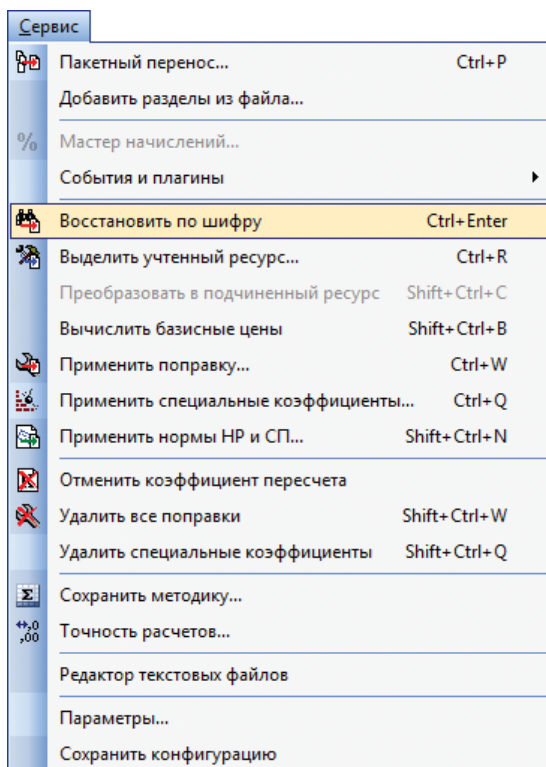 Сервис
Пакетный перенос... Ctrl+P
Добавить разделы из файла...
% Мастер начислений...
События и плагины
Восстановить по шифру Ctrl+Enter
Выделить учтенный ресурс... Ctrl+R
Преобразовать в подчиненный ресурс Shift+Ctrl+C
Вычислить базисные цены Shift+Ctrl+B
Применить поправку... Ctrl+W
Применить специальные коэффициенты... Ctrl+Q
Применить нормы НР и СП... Shift+Ctrl+N
Отменить коэффициент пересчета
Удалить все поправки Shift+Ctrl+W
Удалить специальные коэффициенты Shift+Ctrl+Q
Σ Сохранить методику...
,0 ,00 Точность расчетов...
Редактор текстовых файлов
Параметры...
Сохранить конфигурацию